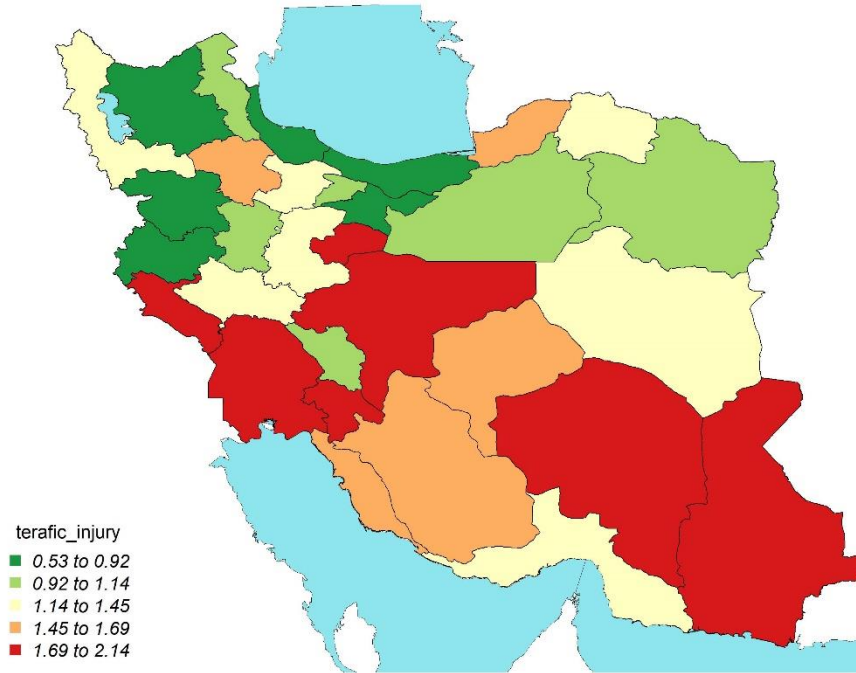 terafic_injury
0.53 to 0.92
0.92 to 1.14
1.14 to 1.45
1.45 to 1.69
1.69 to 2.14